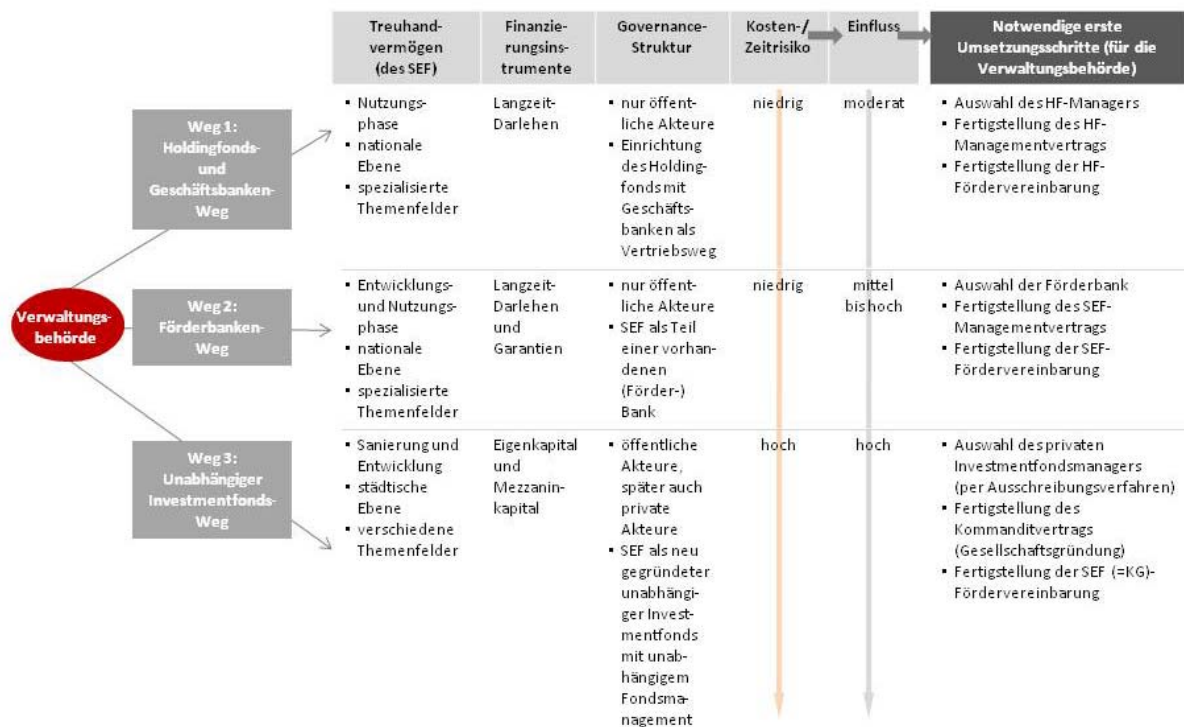 Treuhand-
vermögen
(des SEF)
Finanzie-
rungsins-
trumente
Governance-
Struktur
Kosten-/
Zeitrisiko
Einfluss
Notwendige erste
Umsetzungsschritte (für die
Verwaltungsbehörde)
Verwaltungs-
behörde
Weg 1:
Holdingfonds-
und
Geschäftsbanken-
Weg
▪ Nutzungs-
phase
▪ nationale
Ebene
▪ spezialisierte
Themenfelder
Langzeit-
Darlehen
▪ nur öffent-
liche Akteure
▪ Einrichtung
des Holding-
fonds mit
Geschäfts-
banken als
Vertriebsweg
niedrig
moderat
▪ Auswahl des HF-Managers
▪ Fertigstellung des HF-
Managementvertrags
▪ Fertigstellung der HF-
Fördervereinbarung
Weg 2:
Förderbanken-
Weg
▪ Entwicklungs-
und Nutzungs-
phase
▪ nationale
Ebene
▪ spezialisierte
Themenfelder
Langzeit-
Darlehen
und
Garantien
▪ nur öffent-
liche Akteure
▪ SEF als Teil
einer vorhan-
denen
(Förder-)
Bank
niedrig
mittel
bis hoch
▪ Auswahl der Förderbank
▪ Fertigstellung des SEF-
Managementvertrags
▪ Fertigstellung der SEF-
Fördervereinbarung
Weg 3:
Unabhängiger
Investmentfonds-
Weg
▪ Sanierung und
Entwicklung
▪ städtische
Ebene
▪ verschiedene
Themenfelder
Eigenkapital
und
Mezzanin-
kapital
▪ öffentliche
Akteure,
später auch
private
Akteure
▪ SEF als neu
gegründeter
unabhängi-
ger Invest-
mentfonds
mit unab-
hängigem
Fondsma-
nagement
hoch
hoch
▪ Auswahl des privaten
Investmentfondsmanagers
(per Ausschreibungsverfahren)
▪ Fertigstellung des
Kommanditvertrags
(Gesellschaftsgründung)
▪ Fertigstellung der SEF (=KG)-
Fördervereinbarung